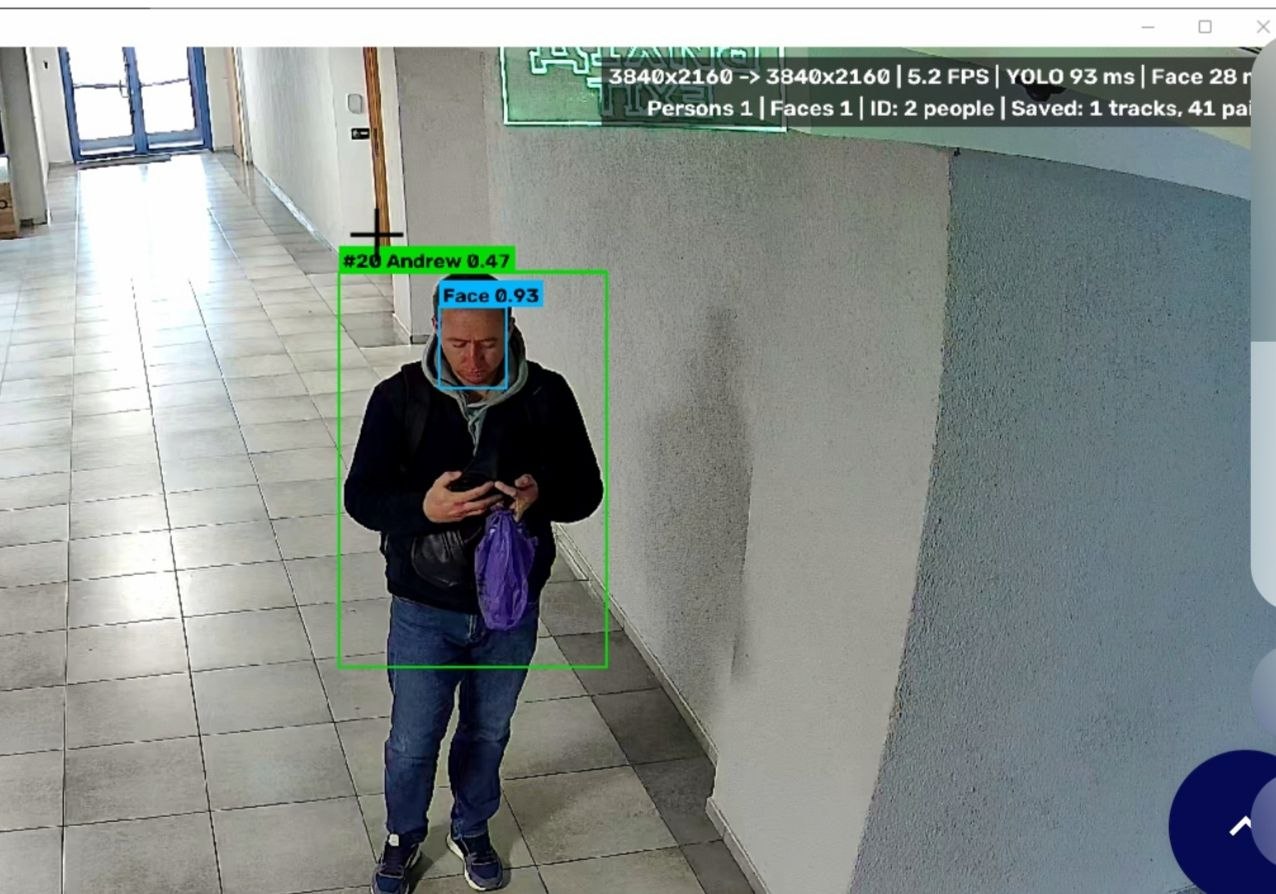 3840x2160 -> 3840x2160 | 5.2 FPS | YOLO 93 ms | Face 28
Persons 1 | Faces 1 | ID: 2 people | Saved: 1 tracks, 41
EXIT
#20 Andrew 0.47
Face 0.93